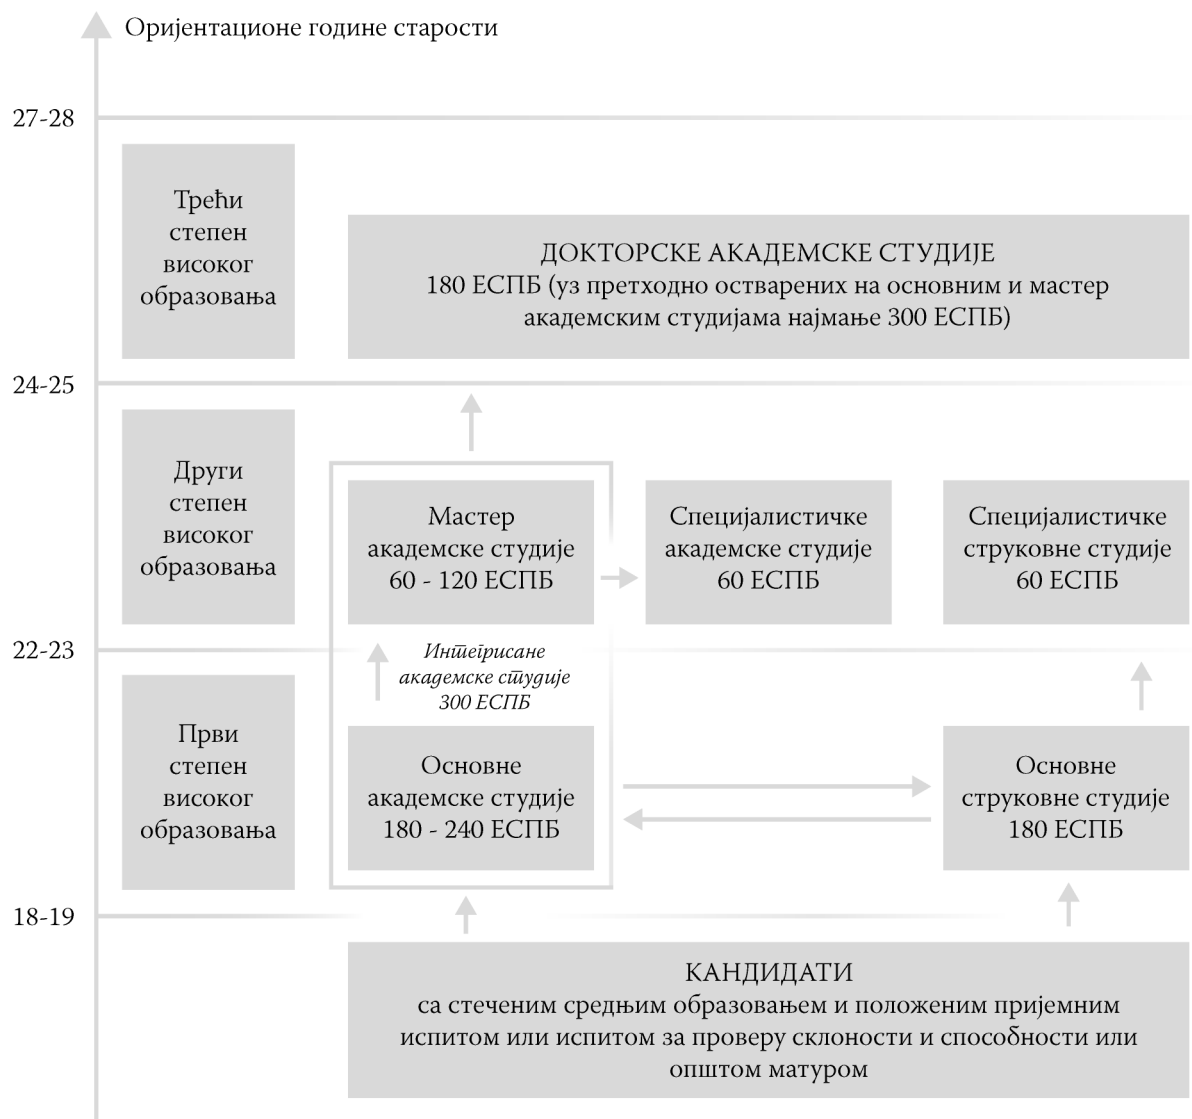 Оријентационе године старости
27-28
Трећи
степен
високог
образовања
ДОКТОРСКЕ АКАДЕМСКЕ СТУДИЈЕ
180 ЕСПБ (уз претходно остварених на основним и мастер
академским студијама најмање 300 ЕСПБ)
24-25
Други
степен
високог
образовања
Мастер
академске студије
60 - 120 ЕСПБ
Специјалистичке
академске студије
60 ЕСПБ
Специјалистичке
струковне студије
60 ЕСПБ
22-23
Интегрисане
академске студије
300 ЕСПБ
Први
степен
високог
образовања
Основне
академске студије
180 - 240 ЕСПБ
Основне
струковне студије
180 ЕСПБ
18-19
КАНДИДАТИ
са стеченим средњим образовањем и положеним пријемним
испитом или испитом за проверу склоности и способности или
општом матуром